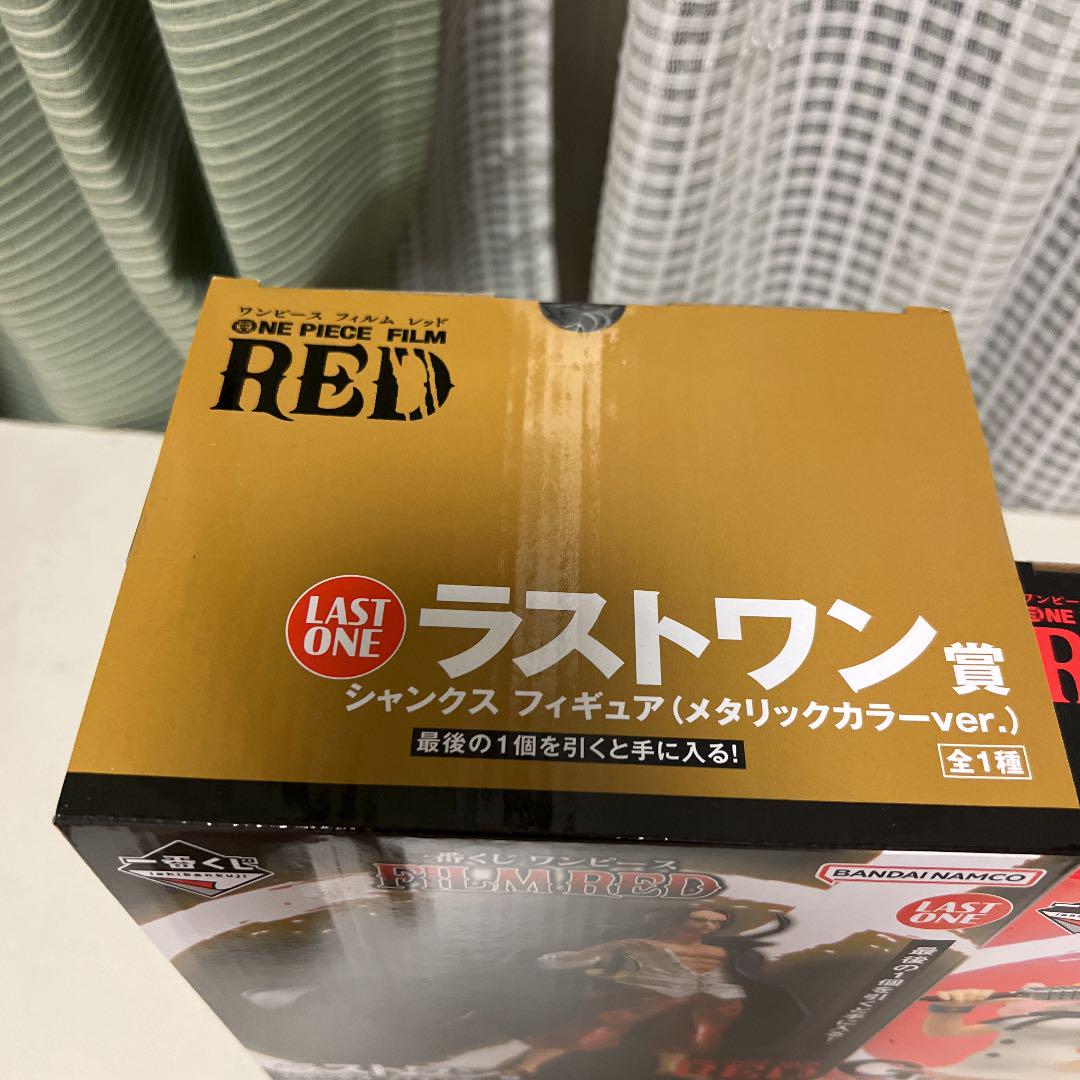 ワンピース フィルム レッド
ONE PIECE FILM
RED
LAST
ONE
ラストワン賞
シャンクス フィギュア(メタリックカラーver.)
最後の1個を引くと手に入る!
全1種
一番くじ
ichibankuji
一番くじ ワンピース
FILM RED
BANDAI NAMCO
LAST
ONE
ONE
RED